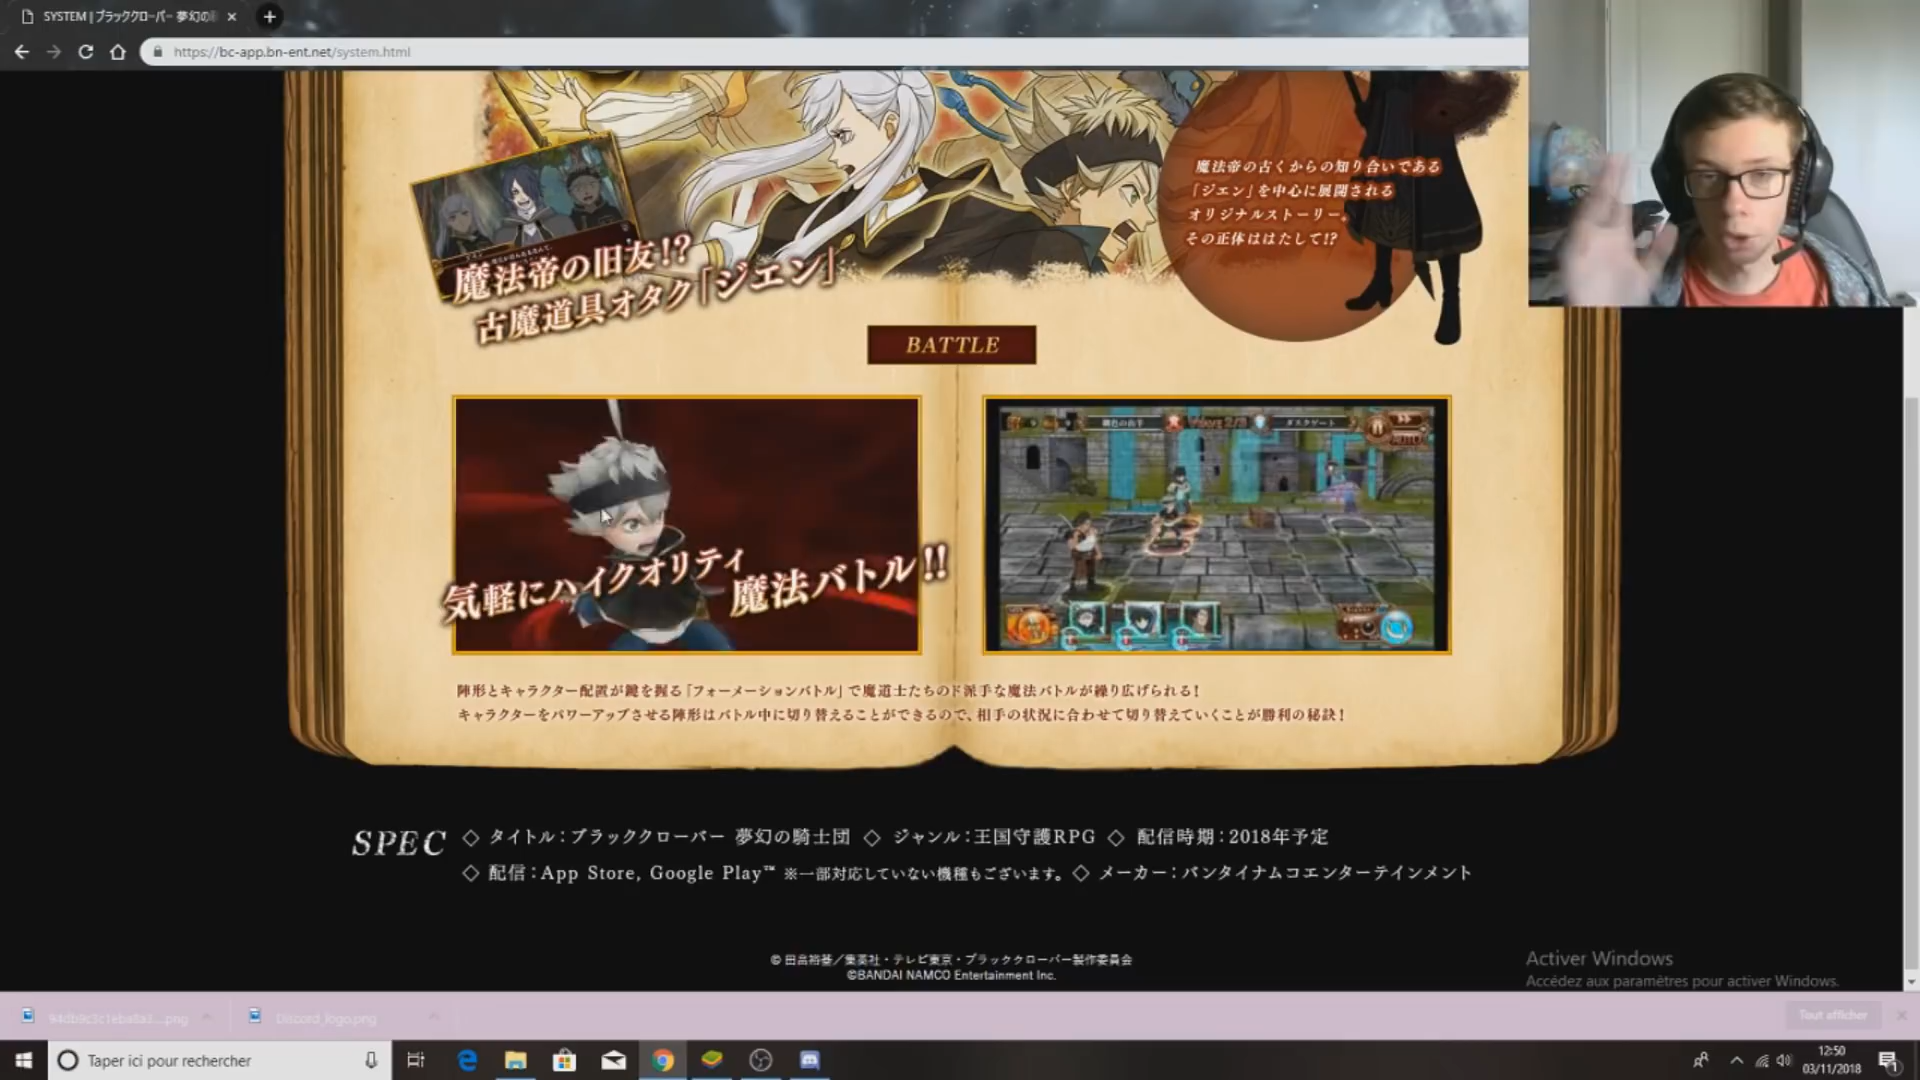 SYSTEM | ブラッククローバー 夢幻の
https://bc-app.bn-ent.net/system.html
魔法帝の古くからの知り合いである
「ジエン」を中心に展開される
オリジナルストーリー。
その正体ははたして!?
魔法帝の旧友!?
古魔道具オタク「ジエン」
BATTLE
気軽にハイクオリティ
魔法バトル!!
Wave 2/3
AUTO
陣形とキャラクター配置が鍵を握る「フォーメーションバトル」で魔道士たちのド派手な魔法バトルが繰り広げられる!
キャラクターをパワーアップさせる陣形はバトル中に切り替えることができるので、相手の状況に合わせて切り替えていくことが勝利の秘訣!
SPEC
◇ タイトル:ブラッククローバー 夢幻の騎士団 ◇ ジャンル:王国守護RPG ◇ 配信時期:2018年予定
◇ 配信:App Store, Google Play™ ※一部対応していない機種もございます。 ◇ メーカー:バンダイナムコエンターテインメント
© 田畠裕基/集英社・テレビ東京・ブラッククローバー製作委員会
©BANDAI NAMCO Entertainment Inc.
Activer Windows
Accédez aux paramètres pour activer Windows.
Discord_logo.png
Tout afficher
Taper ici pour rechercher
12:50
03/11/2018